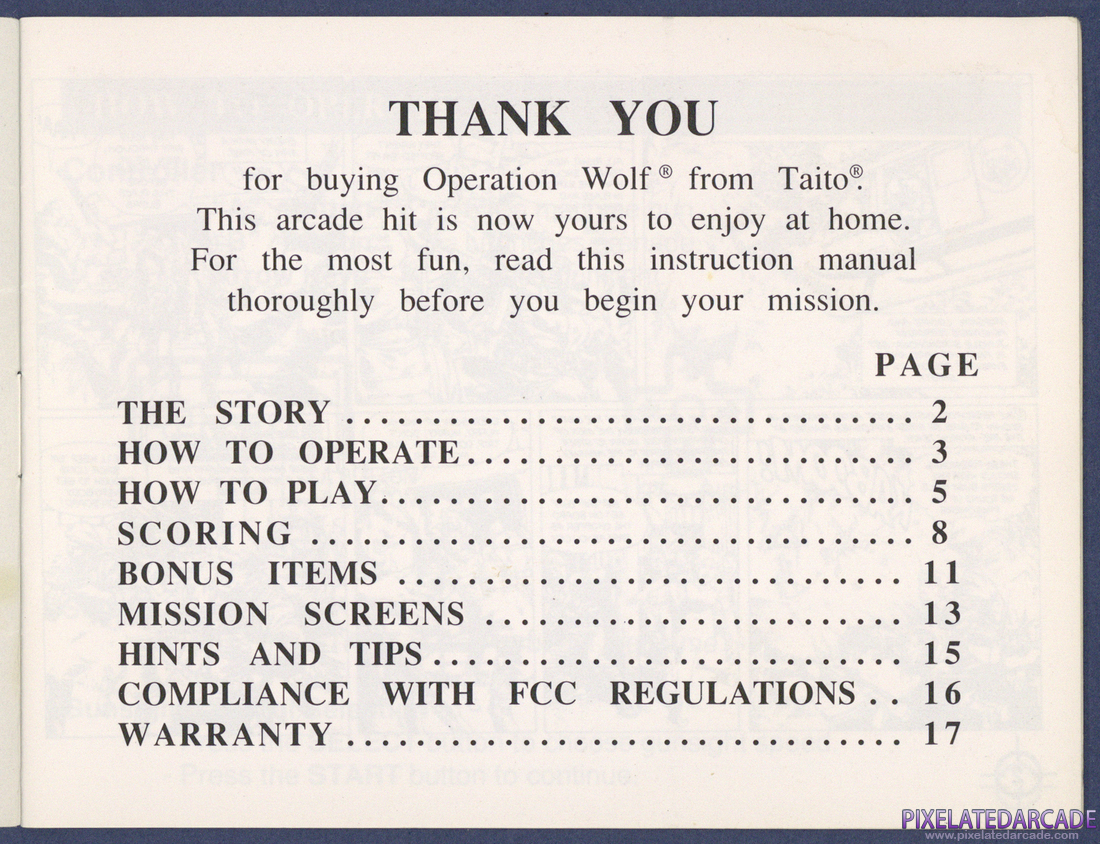 THANK YOU
for buying Operation Wolf® from Taito®.
This arcade hit is now yours to enjoy at home.
For the most fun, read this instruction manual
thoroughly before you begin your mission.
PAGE
THE STORY . . . . . . . . . . . . . . . . . . . . . . . . . . . . . . . . 2
HOW TO OPERATE . . . . . . . . . . . . . . . . . . . . . . . . . . 3
HOW TO PLAY . . . . . . . . . . . . . . . . . . . . . . . . . . . . . . 5
SCORING . . . . . . . . . . . . . . . . . . . . . . . . . . . . . . . . . . 8
BONUS ITEMS . . . . . . . . . . . . . . . . . . . . . . . . . . . . . 11
MISSION SCREENS . . . . . . . . . . . . . . . . . . . . . . . . 13
HINTS AND TIPS . . . . . . . . . . . . . . . . . . . . . . . . . . 15
COMPLIANCE WITH FCC REGULATIONS . . 16
WARRANTY . . . . . . . . . . . . . . . . . . . . . . . . . . . . . . . . 17
Press the START button to continue.
PIXELATEDARCADE
www.pixelatedarcade.com